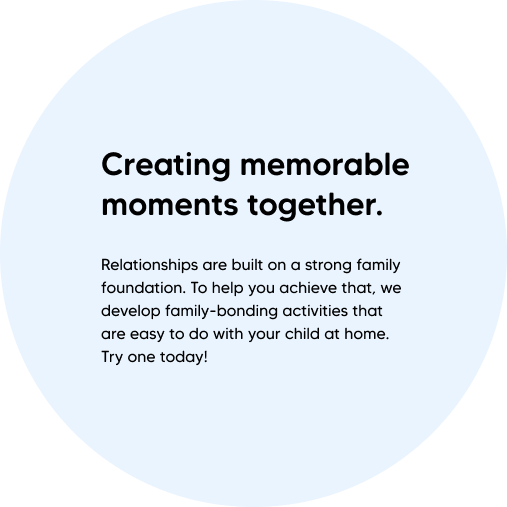 Creating memorable
moments together.
Relationships are built on a strong family
foundation. To help you achieve that, we
develop family-bonding activities that
are easy to do with your child at home.
Try one today!